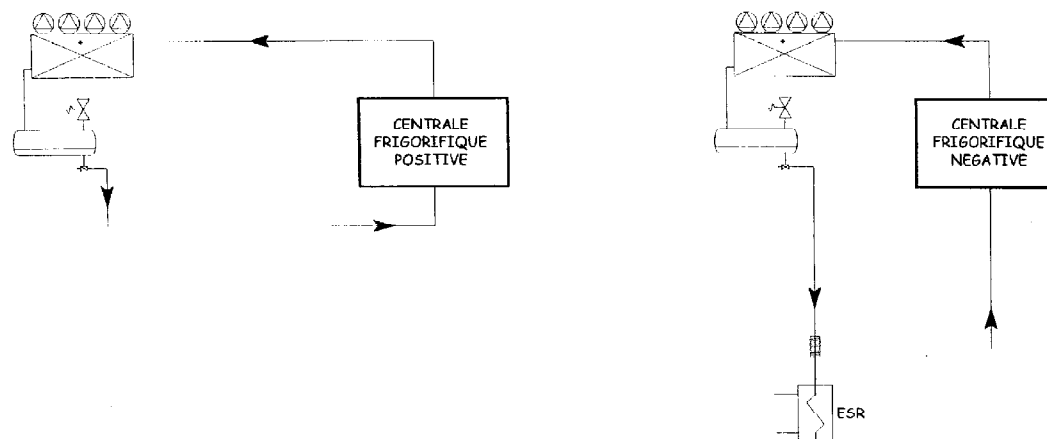 CENTRALE
FRIGORIFIQUE
POSITIVE
CENTRALE
FRIGORIFIQUE
NEGATIVE
ESR